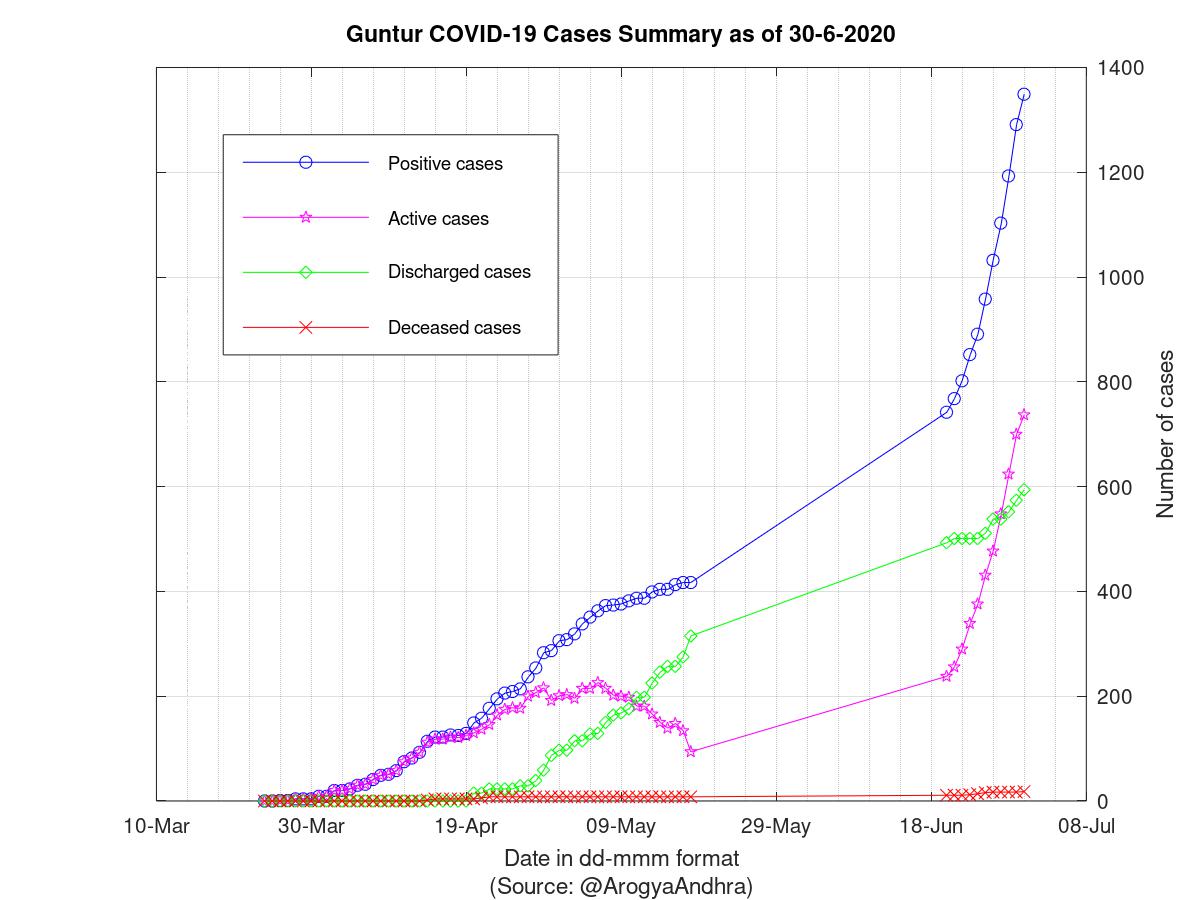 Guntur COVID-19 Cases Summary as of 30-6-2020
Positive cases
Active cases
Discharged cases
Deceased cases
1400
1200
1000
800
600
400
200
0
Number of cases
10-Mar 30-Mar 19-Apr 09-May 29-May 18-Jun 08-Jul
Date in dd-mmm format
(Source: @ArogyaAndhra)